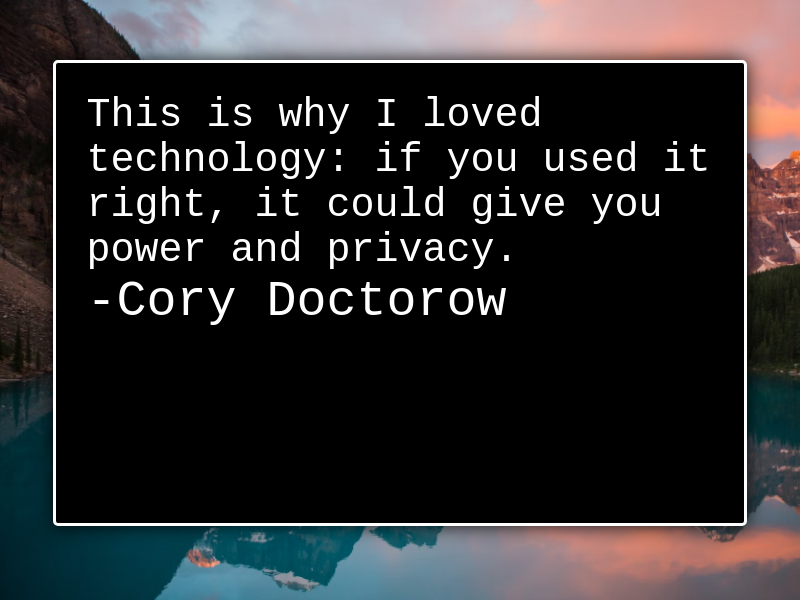 This is why I loved
technology: if you used it
right, it could give you
power and privacy.
-Cory Doctorow